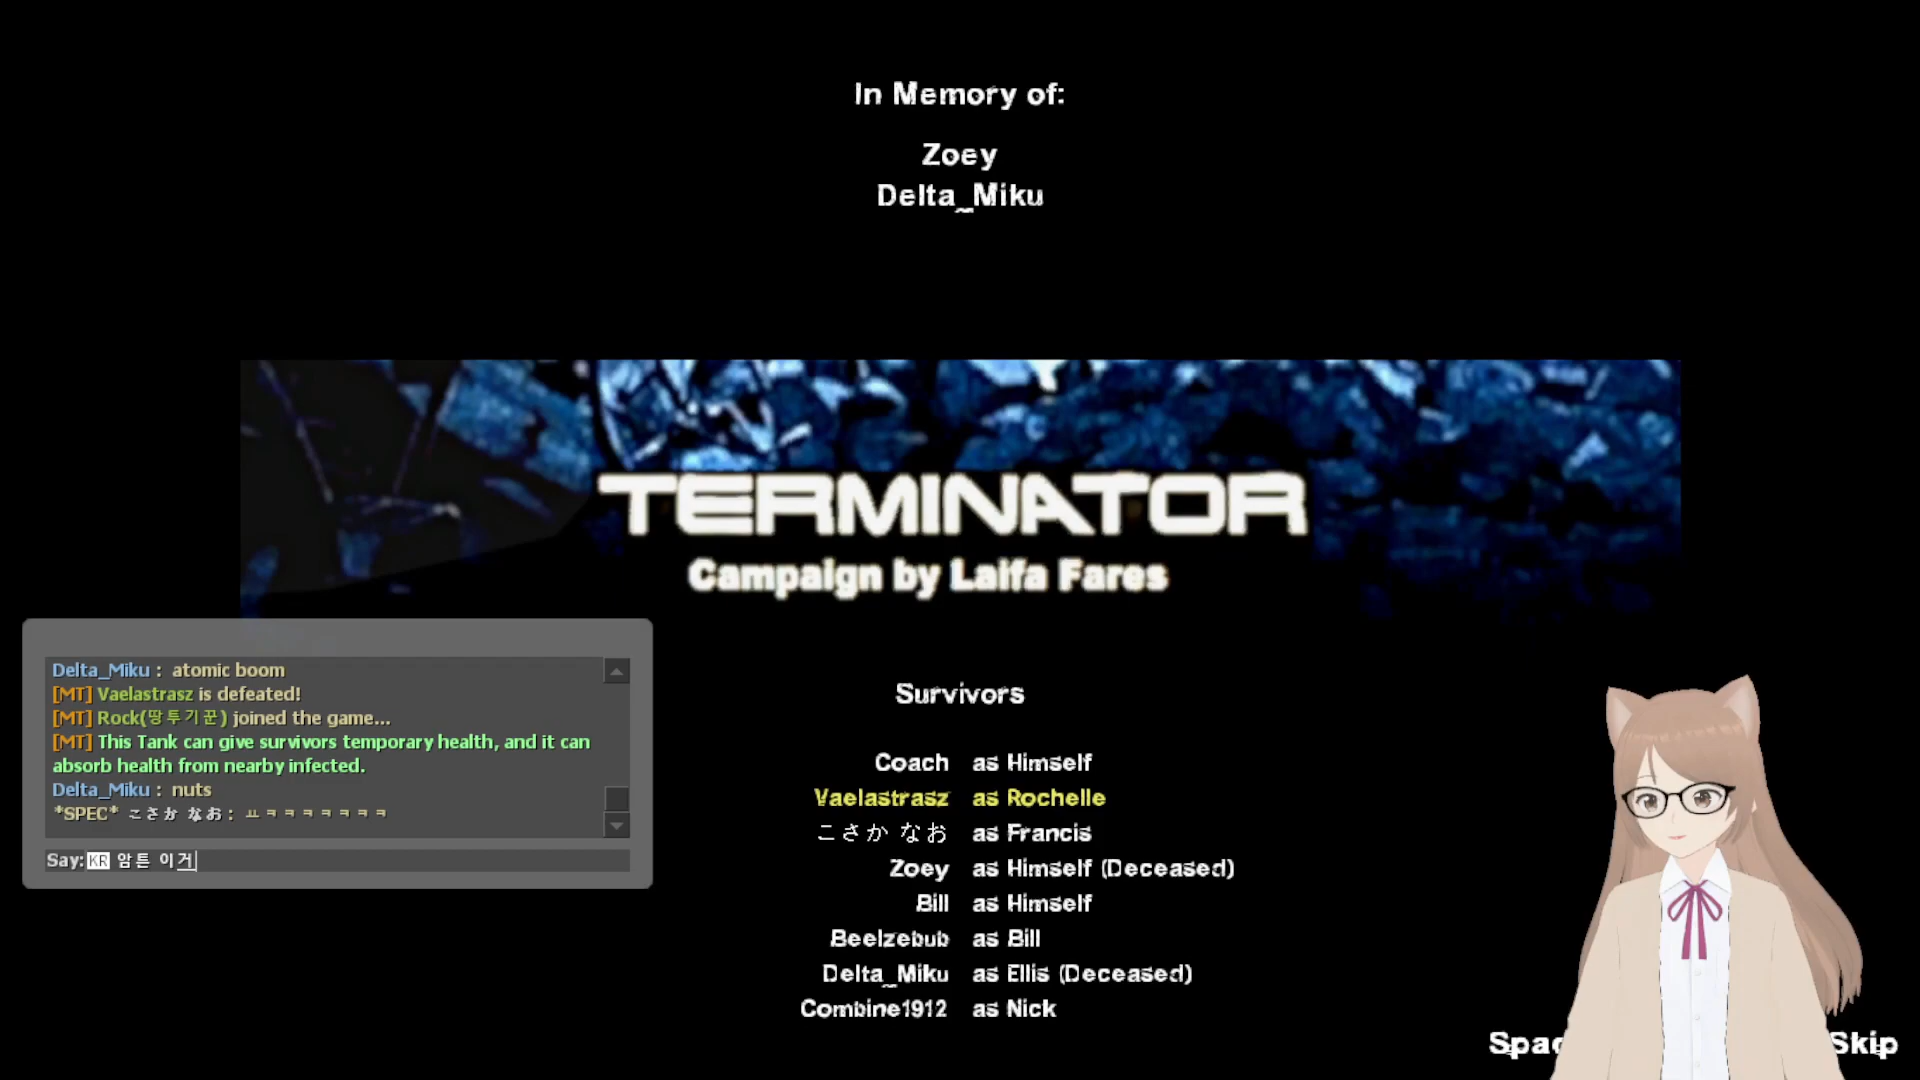 In Memory of:
Zoey
Delta_Miku
TERMINATOR
Campaign by Laifa Fares
Delta_Miku : atomic boom
[MT] Vaelastrasz is defeated!
[MT] Rock(땅투기꾼) joined the game...
[MT] This Tank can give survivors temporary health, and it can
absorb health from nearby infected.
Delta_Miku : nuts
*SPEC* こさか なお : ㅛㅋㅋㅋㅋㅋㅋㅋ
Say: KR 암튼 이거
Survivors
Coach as Himself
Vaelastrasz as Rochelle
こさか なお as Francis
Zoey as Himself (Deceased)
Bill as Himself
Beelzebub as Bill
Delta_Miku as Ellis (Deceased)
Combine1912 as Nick
Skip